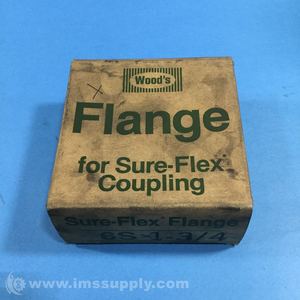 Wood's
Flange
for Sure-Flex
Coupling
Sure-Flex Flange
6S-1-3/4
© www.imssupply.com